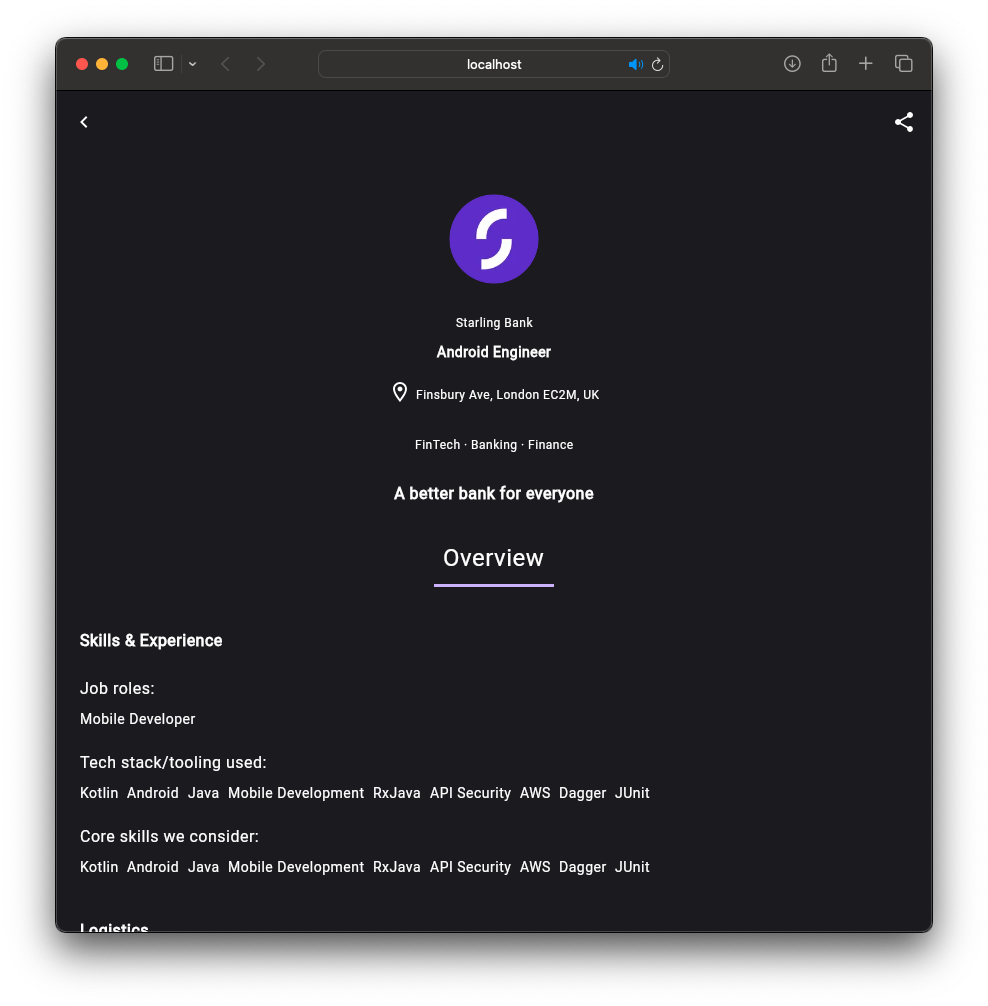 localhost
Starling Bank
Android Engineer
Finsbury Ave, London EC2M, UK
FinTech · Banking · Finance
A better bank for everyone
Overview
Skills & Experience
Job roles:
Mobile Developer
Tech stack/tooling used:
Kotlin Android Java Mobile Development RxJava API Security AWS Dagger JUnit
Core skills we consider:
Kotlin Android Java Mobile Development RxJava API Security AWS Dagger JUnit
Logistics